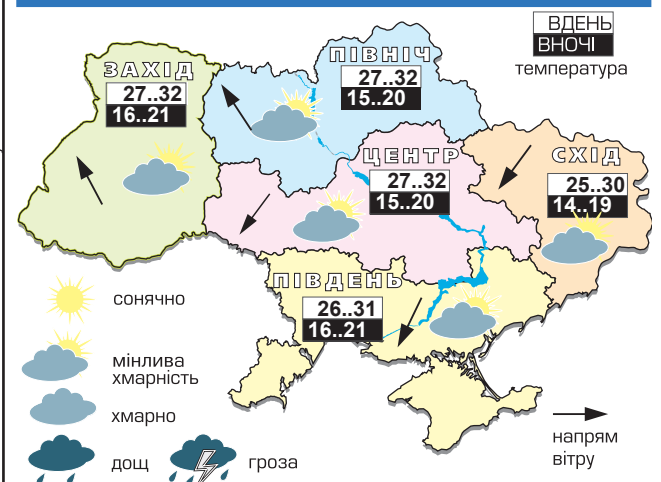 ВДЕНЬ
ВНОЧІ
температура
ЗАХІД
27..32
16..21
ПІВНІЧ
27..32
15..20
ЦЕНТР
27..32
15..20
СХІД
25..30
14..19
ПІВДЕНЬ
26..31
16..21
сонячно
мінлива
хмарність
хмарно
дощ
гроза
напрям
вітру